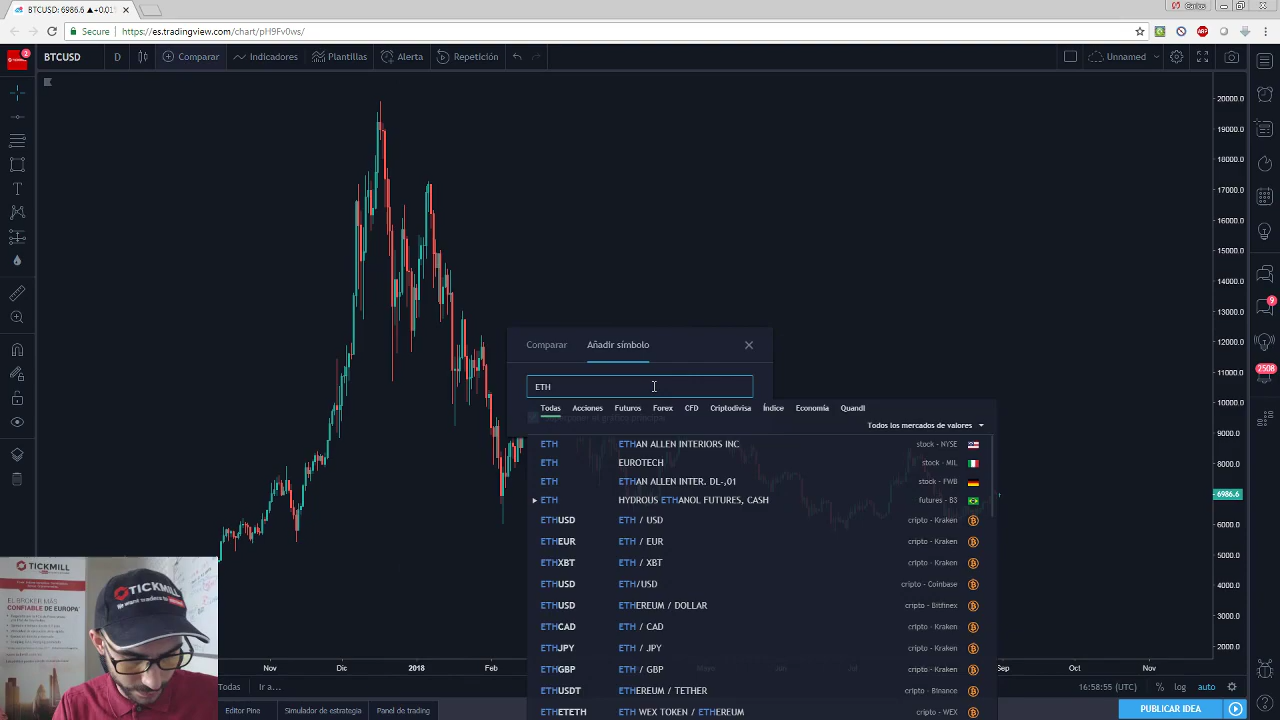 BTCUSD: 6986.6 ▲+0.01
Centos
Secure
https://es.tradingview.com/chart/pH9Fv0ws/
2
BTCUSD
D
Comparar
Indicadores
Plantillas
Alerta
Repetición
Unnamed
20000.0
19000.0
18000.0
17000.0
16000.0
15000.0
14000.0
13000.0
12000.0
11000.0
10000.0
9000.0
8000.0
6986.6
6000.0
5000.0
4000.0
3000.0
2000.0
9
2508
Comparar
Añadir símbolo
ETH
Todas
Acciones
Futuros
Forex
CFD
Criptodivisa
Índice
Economía
Quandl
Todos los mercados de valores
ETH ETHAN ALLEN INTERIORS INC stock - NYSE
ETH EUROTECH stock - MIL
ETH ETHAN ALLEN INTER. DL-,01 stock - FWB
ETH HYDROUS ETHANOL FUTURES, CASH futures - B3
ETHUSD ETH / USD cripto - Kraken
ETHEUR ETH / EUR cripto - Kraken
ETHXBT ETH / XBT cripto - Kraken
ETHUSD ETH/USD cripto - Coinbase
ETHUSD ETHEREUM / DOLLAR cripto - Bitfinex
ETHCAD ETH / CAD cripto - Kraken
ETHJPY ETH / JPY cripto - Kraken
ETHGBP ETH / GBP cripto - Kraken
ETHUSDT ETHEREUM / TETHER cripto - Binance
ETHETETH ETH WEX TOKEN / ETHEREUM cripto - WEX
Nov
Dic
2018
Feb
Sep
Oct
Nov
Todas
Ir a...
16:58:55 (UTC)
%
log
auto
Editor Pine
Simulador de estrategia
Panel de trading
PUBLICAR IDEA
TICKMILL
EL BRÓKER MÁS
CONFIABLE DE EUROPA*
TICKMILL